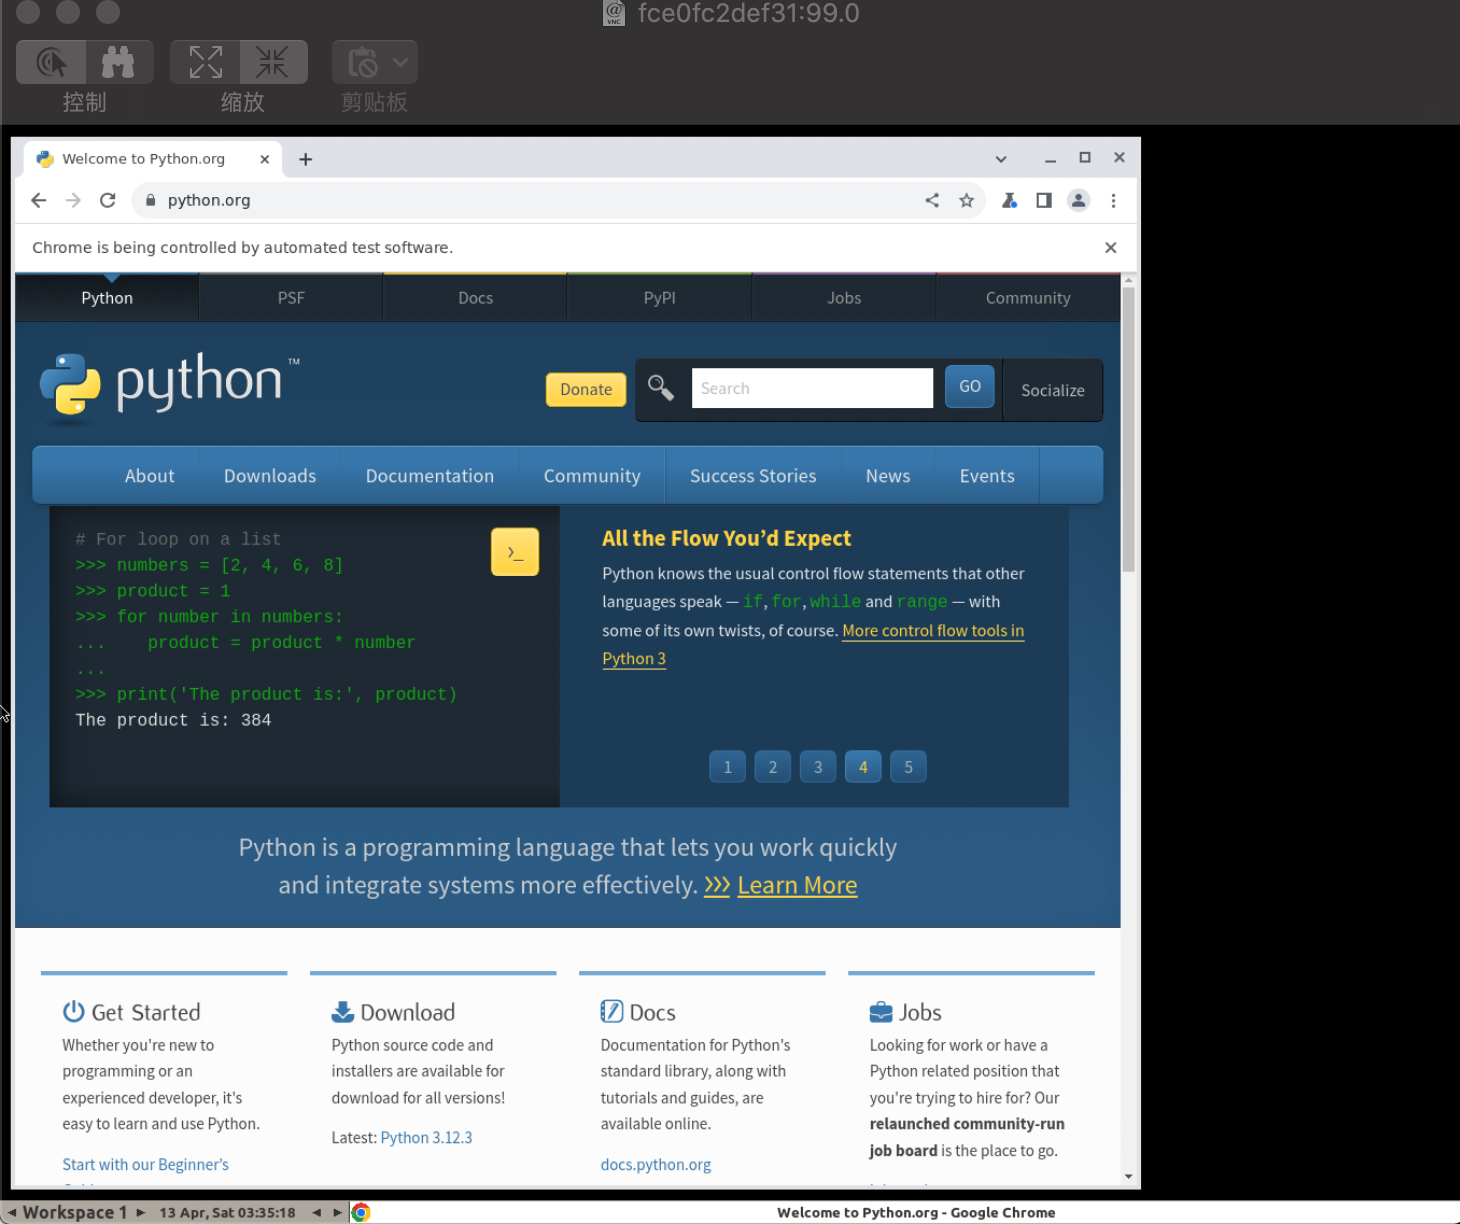 fce0fc2def31:99.0
控制
缩放
剪贴板
Welcome to Python.org
python.org
Chrome is being controlled by automated test software.
Python
PSF
Docs
PyPI
Jobs
Community
python™
Donate
Search
GO
Socialize
About
Downloads
Documentation
Community
Success Stories
News
Events
# For loop on a list
>>> numbers = [2, 4, 6, 8]
>>> product = 1
>>> for number in numbers:
...    product = product * number
...
>>> print('The product is:', product)
The product is: 384
>_
All the Flow You’d Expect
Python knows the usual control flow statements that other
languages speak — if, for, while and range — with
some of its own twists, of course. More control flow tools in
Python 3
1
2
3
4
5
Python is a programming language that lets you work quickly
and integrate systems more effectively. >>> Learn More
Get Started
Whether you're new to
programming or an
experienced developer, it's
easy to learn and use Python.
Start with our Beginner's
Download
Python source code and
installers are available for
download for all versions!
Latest: Python 3.12.3
Docs
Documentation for Python's
standard library, along with
tutorials and guides, are
available online.
docs.python.org
Jobs
Looking for work or have a
Python related position that
you're trying to hire for? Our
relaunched community-run
job board is the place to go.
Workspace 1
13 Apr, Sat 03:35:18
Welcome to Python.org - Google Chrome